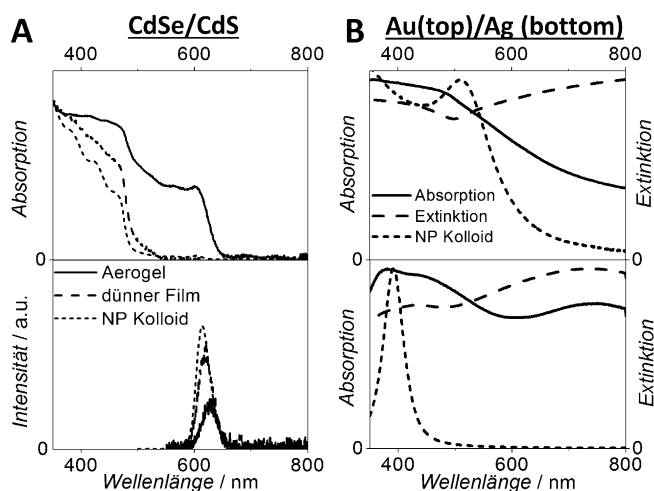 A
CdSe/CdS
400 600 800
Absorption
0
Aerogel
dünner Film
NP Kolloid
Intensität / a.u.
0
400 600 800
Wellenlänge / nm
B
Au(top)/Ag (bottom)
400 600 800
Absorption
Extinktion
Absorption
Extinktion
NP Kolloid
0 0
Absorption
Extinktion
0 0
400 600 800
Wellenlänge / nm